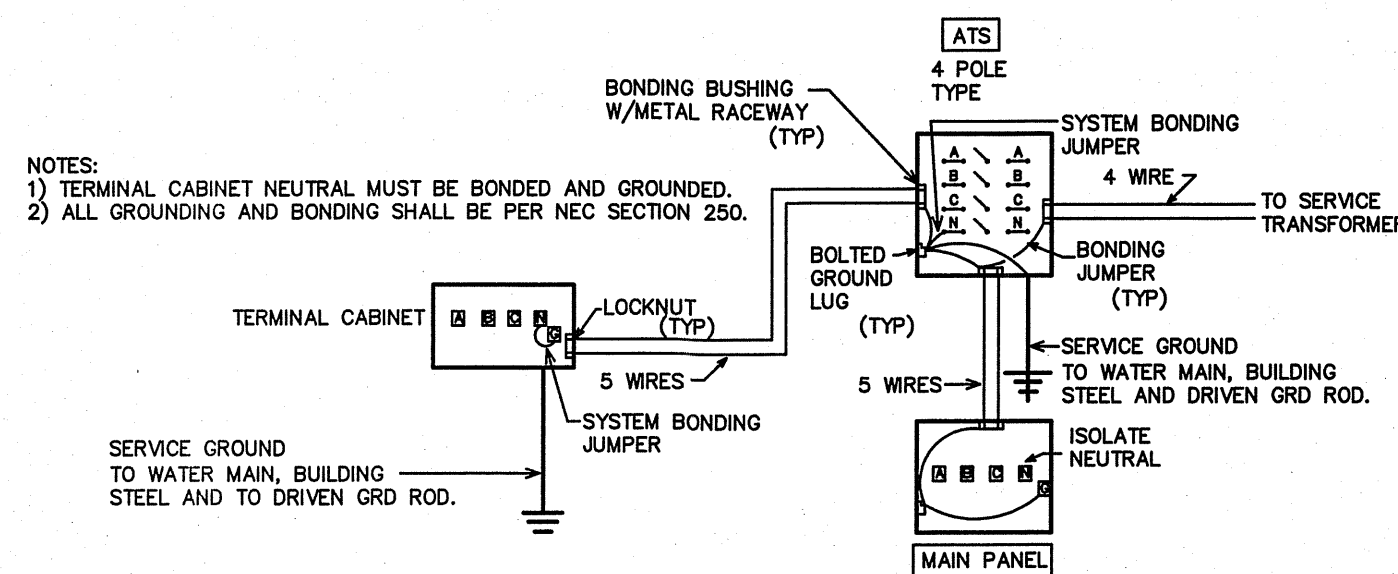 ATS
4 POLE
TYPE
BONDING BUSHING
W/METAL RACEWAY
(TYP)
SYSTEM BONDING
JUMPER
4 WIRE
TO SERVICE
TRANSFORMER
NOTES:
1) TERMINAL CABINET NEUTRAL MUST BE BONDED AND GROUNDED.
2) ALL GROUNDING AND BONDING SHALL BE PER NEC SECTION 250.
A A
B B
C C
N N
BOLTED
GROUND
LUG
(TYP)
BONDING
JUMPER
(TYP)
TERMINAL CABINET
A B C N
G
LOCKNUT
(TYP)
5 WIRES
SYSTEM BONDING
JUMPER
SERVICE GROUND
TO WATER MAIN, BUILDING
STEEL AND TO DRIVEN GRD ROD.
5 WIRES
SERVICE GROUND
TO WATER MAIN, BUILDING
STEEL AND DRIVEN GRD ROD.
ISOLATE
NEUTRAL
A B C N
G
MAIN PANEL